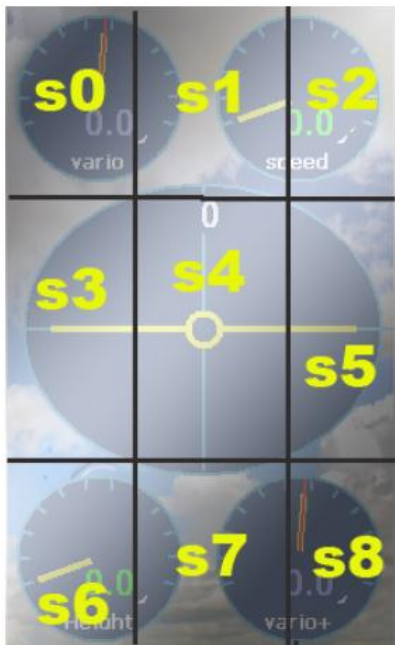 s0 s1 s2
0.0 0.0
vario speed
0
s3 s4
s5
s7 s8
0.0 0.0
s6
Height vario+